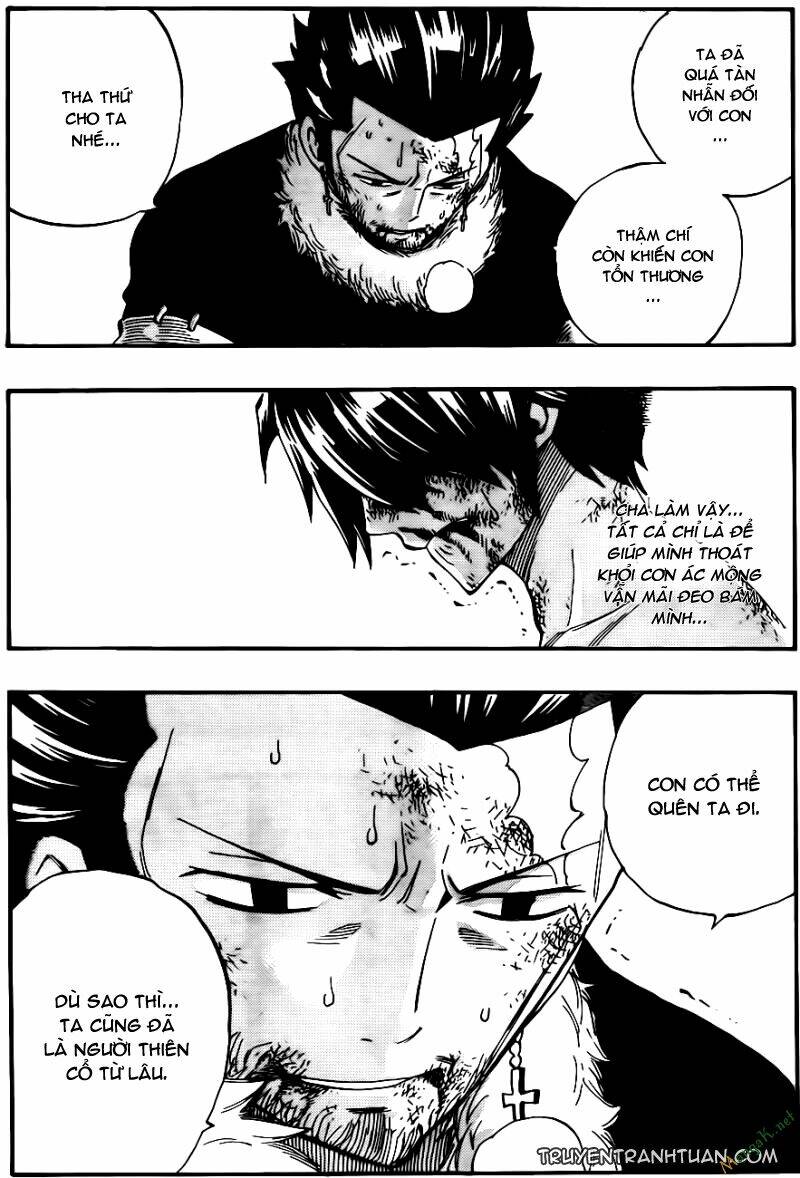 TA ĐÃ
QUÁ TÀN
NHẪN ĐỐI
VỚI CON
...
THẬM CHÍ
CÒN KHIẾN CON
TỔN THƯƠNG
...
THA THỨ
CHO TA
NHÉ...
CHA LÀM VẬY...
TẤT CẢ CHỈ LÀ ĐỂ
GIÚP MÌNH THOÁT
KHỎI CƠN ÁC MỘNG
VẪN MÃI ĐEO BÁM
MÌNH...
CON CÓ THỂ
QUÊN TA ĐI.
DÙ SAO THÌ...
TA CŨNG ĐÃ
LÀ NGƯỜI THIÊN
CỔ TỪ LÂU.
TRUYENTRANHTUAN.COM
MangaK.net